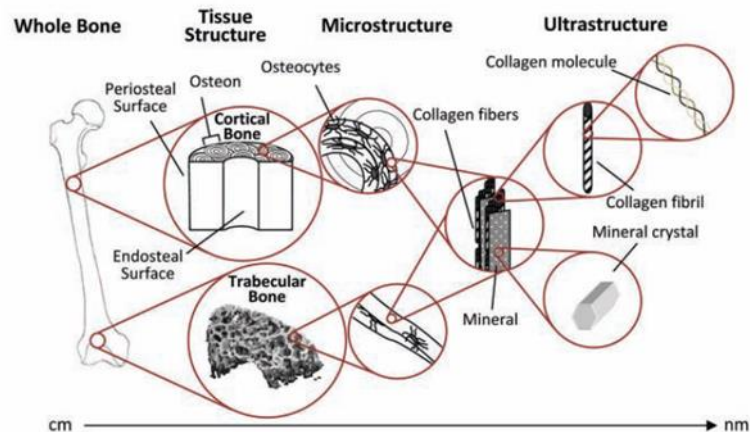 Whole Bone
Tissue
Structure
Microstructure
Ultrastructure
Periosteal
Surface
Osteon
Cortical
Bone
Endosteal
Surface
Trabecular
Bone
Osteocytes
Collagen fibers
Mineral
Collagen molecule
Collagen fibril
Mineral crystal
cm
nm